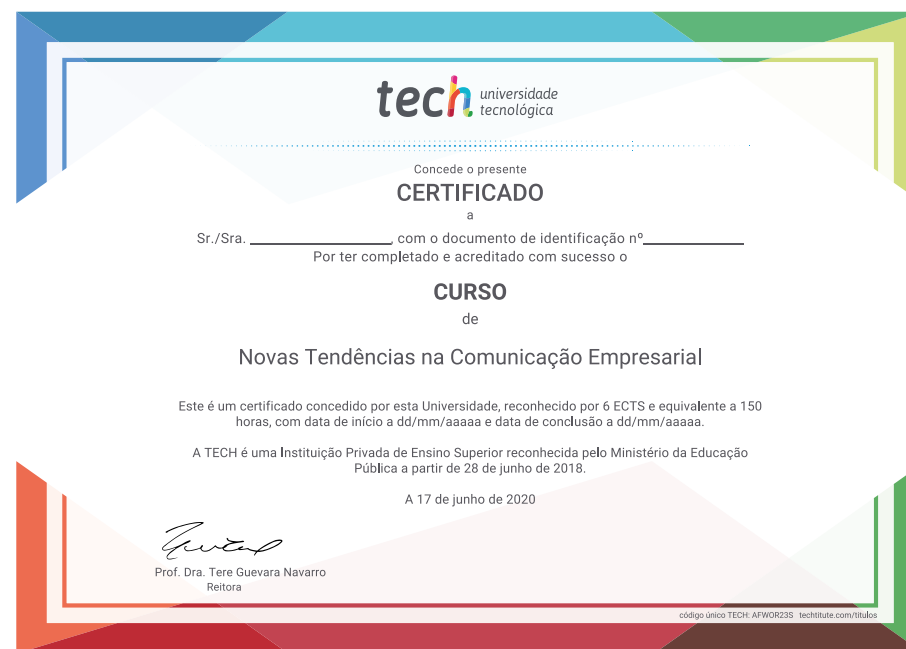 tech universidade
tecnológica
Concede o presente
CERTIFICADO
a
Sr./Sra. ____________________, com o documento de identificação nº______________
Por ter completado e acreditado com sucesso o
CURSO
de
Novas Tendências na Comunicação Empresarial
Este é um certificado concedido por esta Universidade, reconhecido por 6 ECTS e equivalente a 150
horas, com data de início a dd/mm/aaaaa e data de conclusão a dd/mm/aaaaa.
A TECH é uma Instituição Privada de Ensino Superior reconhecida pelo Ministério da Educação
Pública a partir de 28 de junho de 2018.
A 17 de junho de 2020
Prof. Dra. Tere Guevara Navarro
Reitora
código único TECH: AFWOR23S techtitute.com/titulos